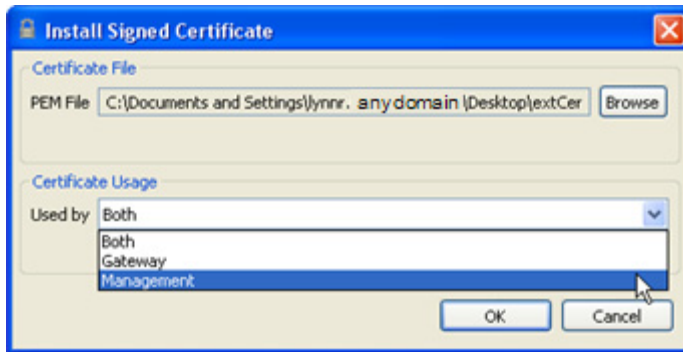 Install Signed Certificate
Certificate File
PEM File C:\Documents and Settings\lynnr. anydomain \Desktop\extCer Browse
Certificate Usage
Used by Both
Both
Gateway
Management
OK Cancel